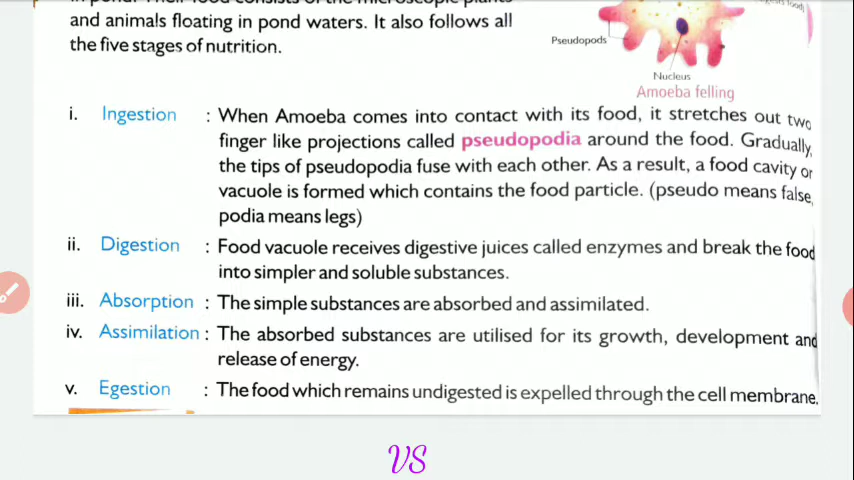 and animals floating in pond waters. It also follows all
the five stages of nutrition.
Pseudopods
Nucleus
Amoeba felling
i. Ingestion : When Amoeba comes into contact with its food, it stretches out two
finger like projections called pseudopodia around the food. Gradually,
the tips of pseudopodia fuse with each other. As a result, a food cavity or
vacuole is formed which contains the food particle. (pseudo means false,
podia means legs)
ii. Digestion : Food vacuole receives digestive juices called enzymes and break the food
into simpler and soluble substances.
iii. Absorption : The simple substances are absorbed and assimilated.
iv. Assimilation : The absorbed substances are utilised for its growth, development and
release of energy.
v. Egestion : The food which remains undigested is expelled through the cell membrane.
VS